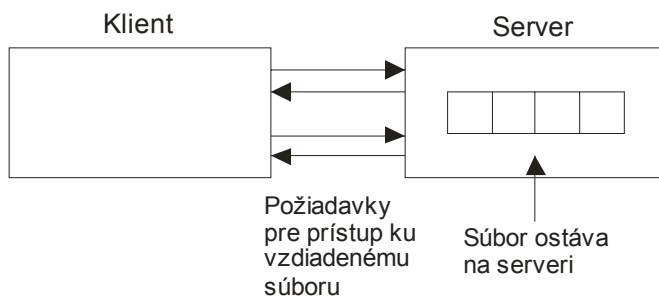 Klient
Server
Požiadavky
pre prístup ku
vzdiadenému
súboru
Súbor ostáva
na serveri